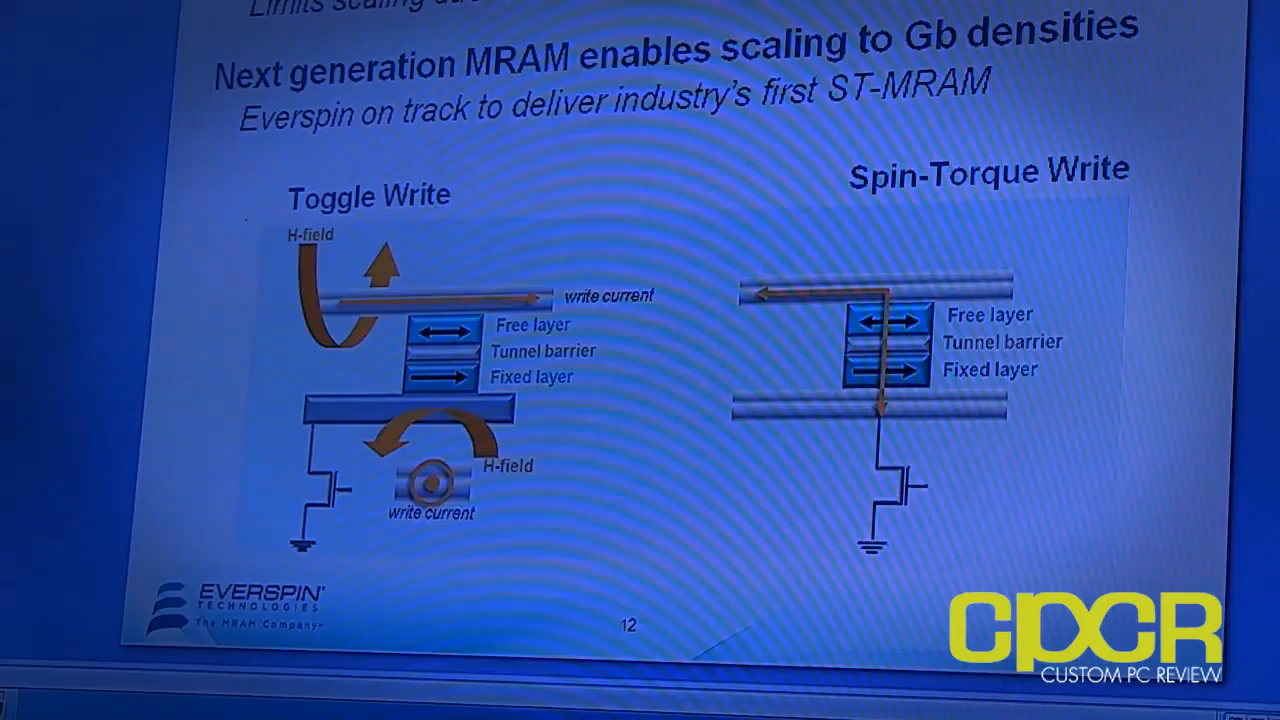 Limits scaling
Next generation MRAM enables scaling to Gb densities
Everspin on track to deliver industry's first ST-MRAM
Toggle Write
Spin-Torque Write
H-field
write current
Free layer
Tunnel barrier
Fixed layer
H-field
write current
Free layer
Tunnel barrier
Fixed layer
EVERSPIN
TECHNOLOGIES
The MRAM Company™
12
CPCR
CUSTOM PC REVIEW